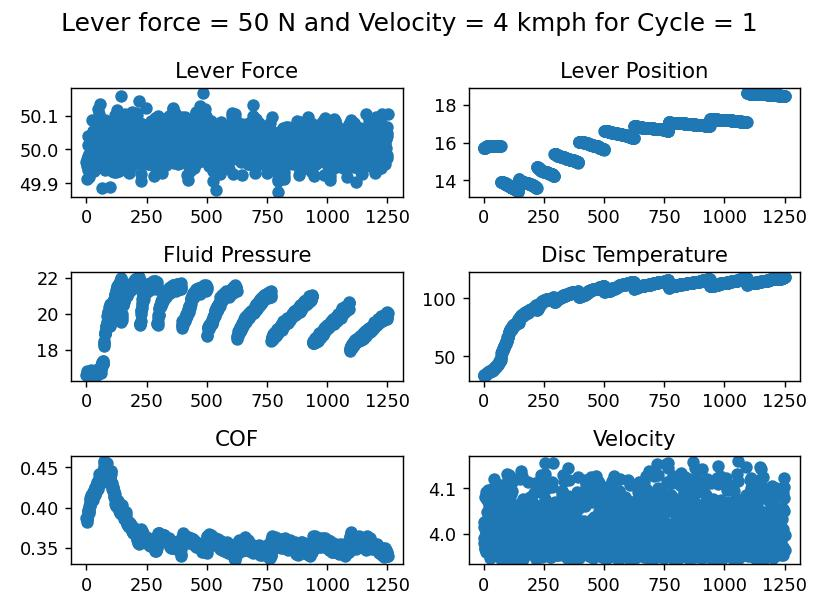 Lever force = 50 N and Velocity = 4 kmph for Cycle = 1
Lever Force
50.1
50.0
49.9
0 250 500 750 1000 1250
Lever Position
18
16
14
0 250 500 750 1000 1250
Fluid Pressure
22
20
18
0 250 500 750 1000 1250
Disc Temperature
100
50
0 250 500 750 1000 1250
COF
0.45
0.40
0.35
0 250 500 750 1000 1250
Velocity
4.1
4.0
0 250 500 750 1000 1250